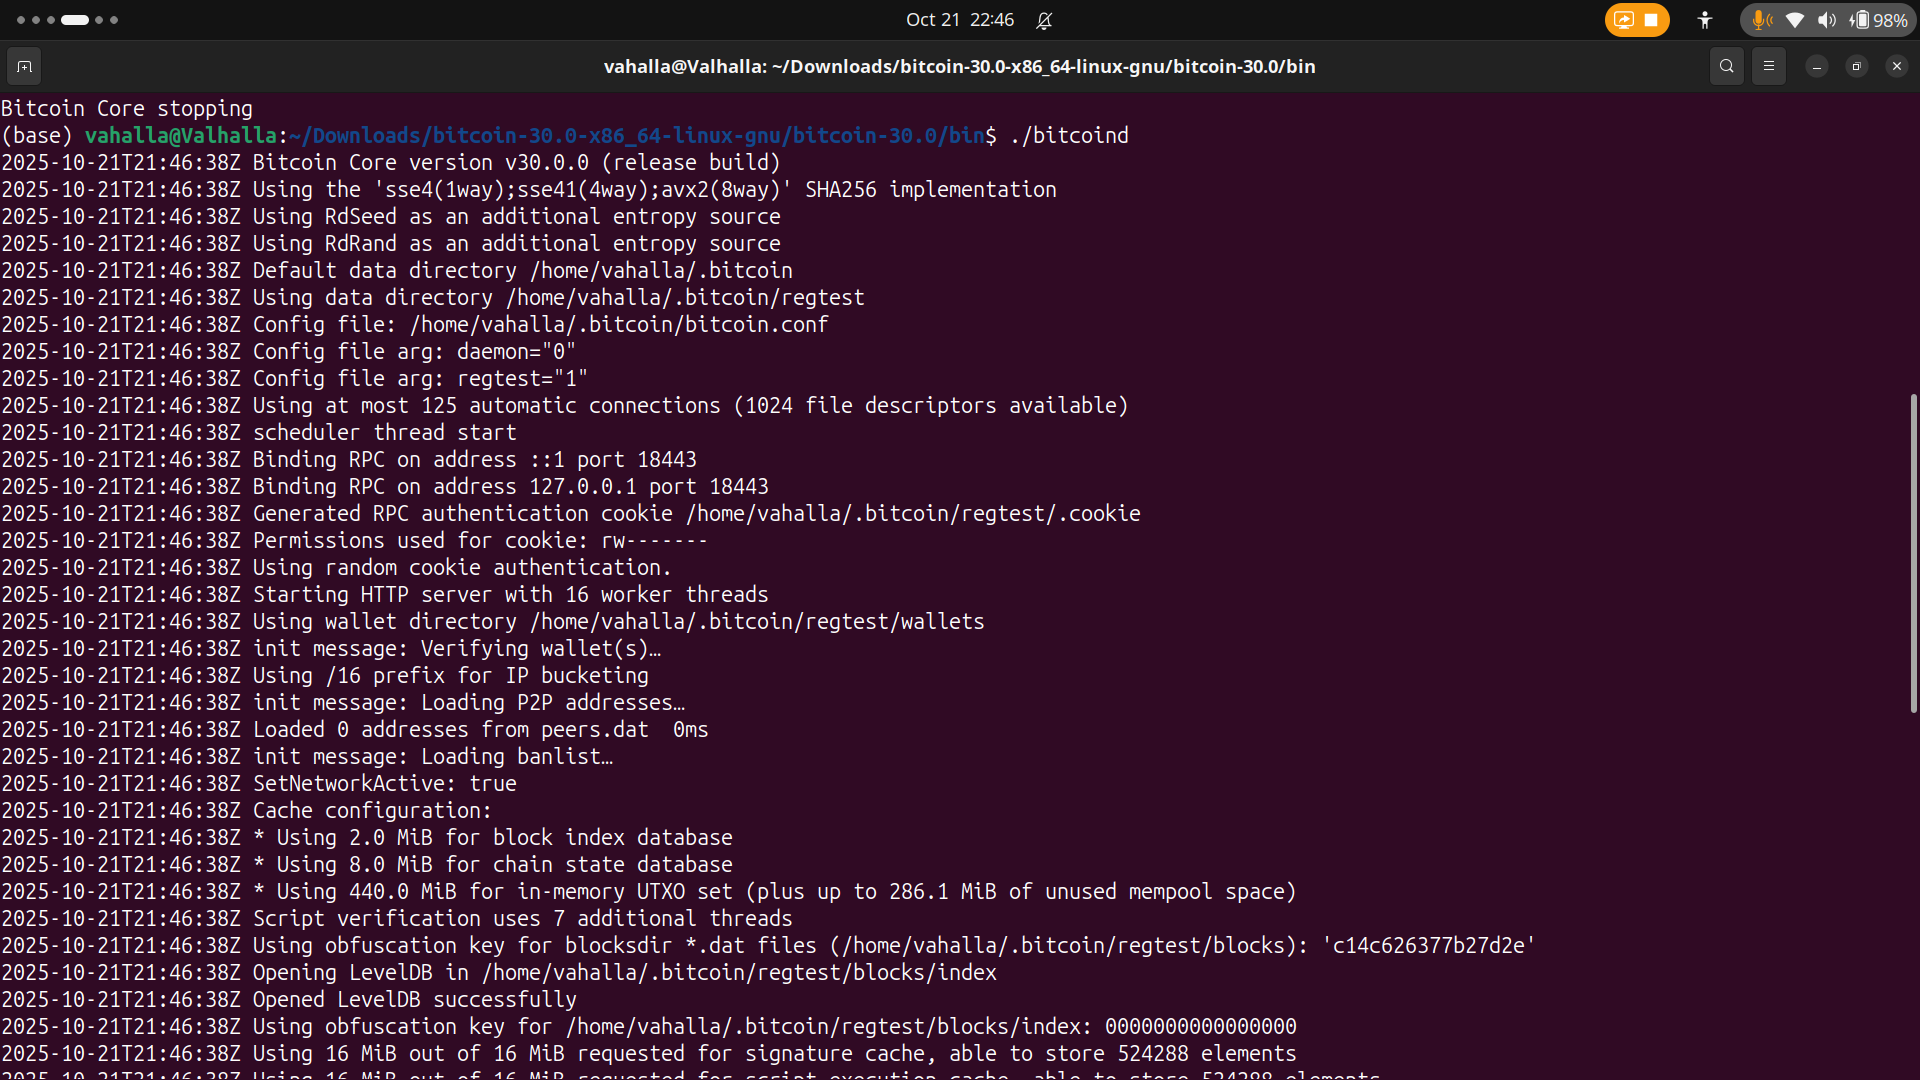 Oct 21 22:46
98%
vahalla@Valhalla: ~/Downloads/bitcoin-30.0-x86_64-linux-gnu/bitcoin-30.0/bin
Bitcoin Core stopping
(base) vahalla@Valhalla:~/Downloads/bitcoin-30.0-x86_64-linux-gnu/bitcoin-30.0/bin$ ./bitcoind
2025-10-21T21:46:38Z Bitcoin Core version v30.0.0 (release build)
2025-10-21T21:46:38Z Using the 'sse4(1way);sse41(4way);avx2(8way)' SHA256 implementation
2025-10-21T21:46:38Z Using RdSeed as an additional entropy source
2025-10-21T21:46:38Z Using RdRand as an additional entropy source
2025-10-21T21:46:38Z Default data directory /home/vahalla/.bitcoin
2025-10-21T21:46:38Z Using data directory /home/vahalla/.bitcoin/regtest
2025-10-21T21:46:38Z Config file: /home/vahalla/.bitcoin/bitcoin.conf
2025-10-21T21:46:38Z Config file arg: daemon="0"
2025-10-21T21:46:38Z Config file arg: regtest="1"
2025-10-21T21:46:38Z Using at most 125 automatic connections (1024 file descriptors available)
2025-10-21T21:46:38Z scheduler thread start
2025-10-21T21:46:38Z Binding RPC on address ::1 port 18443
2025-10-21T21:46:38Z Binding RPC on address 127.0.0.1 port 18443
2025-10-21T21:46:38Z Generated RPC authentication cookie /home/vahalla/.bitcoin/regtest/.cookie
2025-10-21T21:46:38Z Permissions used for cookie: rw-------
2025-10-21T21:46:38Z Using random cookie authentication.
2025-10-21T21:46:38Z Starting HTTP server with 16 worker threads
2025-10-21T21:46:38Z Using wallet directory /home/vahalla/.bitcoin/regtest/wallets
2025-10-21T21:46:38Z init message: Verifying wallet(s)…
2025-10-21T21:46:38Z Using /16 prefix for IP bucketing
2025-10-21T21:46:38Z init message: Loading P2P addresses…
2025-10-21T21:46:38Z Loaded 0 addresses from peers.dat  0ms
2025-10-21T21:46:38Z init message: Loading banlist…
2025-10-21T21:46:38Z SetNetworkActive: true
2025-10-21T21:46:38Z Cache configuration:
2025-10-21T21:46:38Z * Using 2.0 MiB for block index database
2025-10-21T21:46:38Z * Using 8.0 MiB for chain state database
2025-10-21T21:46:38Z * Using 440.0 MiB for in-memory UTXO set (plus up to 286.1 MiB of unused mempool space)
2025-10-21T21:46:38Z Script verification uses 7 additional threads
2025-10-21T21:46:38Z Using obfuscation key for blocksdir *.dat files (/home/vahalla/.bitcoin/regtest/blocks): 'c14c626377b27d2e'
2025-10-21T21:46:38Z Opening LevelDB in /home/vahalla/.bitcoin/regtest/blocks/index
2025-10-21T21:46:38Z Opened LevelDB successfully
2025-10-21T21:46:38Z Using obfuscation key for /home/vahalla/.bitcoin/regtest/blocks/index: 0000000000000000
2025-10-21T21:46:38Z Using 16 MiB out of 16 MiB requested for signature cache, able to store 524288 elements
2025-10-21T21:46:38Z Using 16 MiB out of 16 MiB requested for script execution cache, able to store 524288 elements